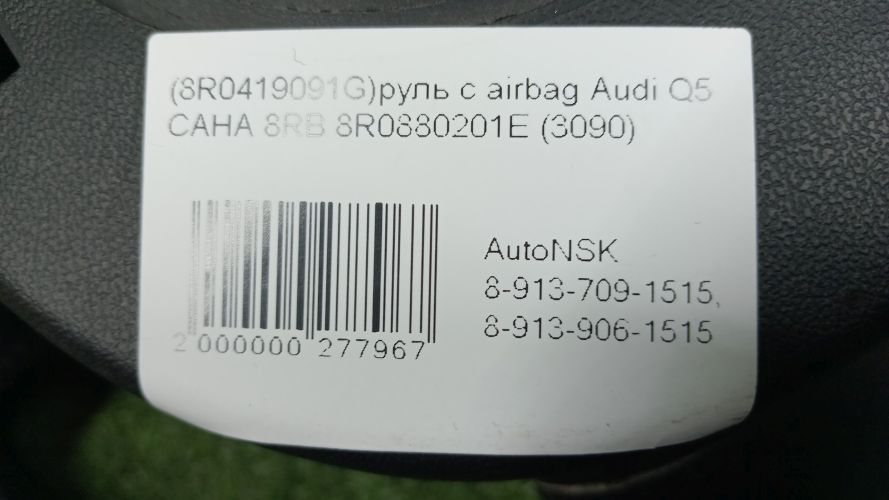 (8R0419091G)руль с airbag Audi Q5
CAHA 8RB 8R0880201E (3090)
AutoNSK
8-913-709-1515,
8-913-906-1515
2 000000 277967